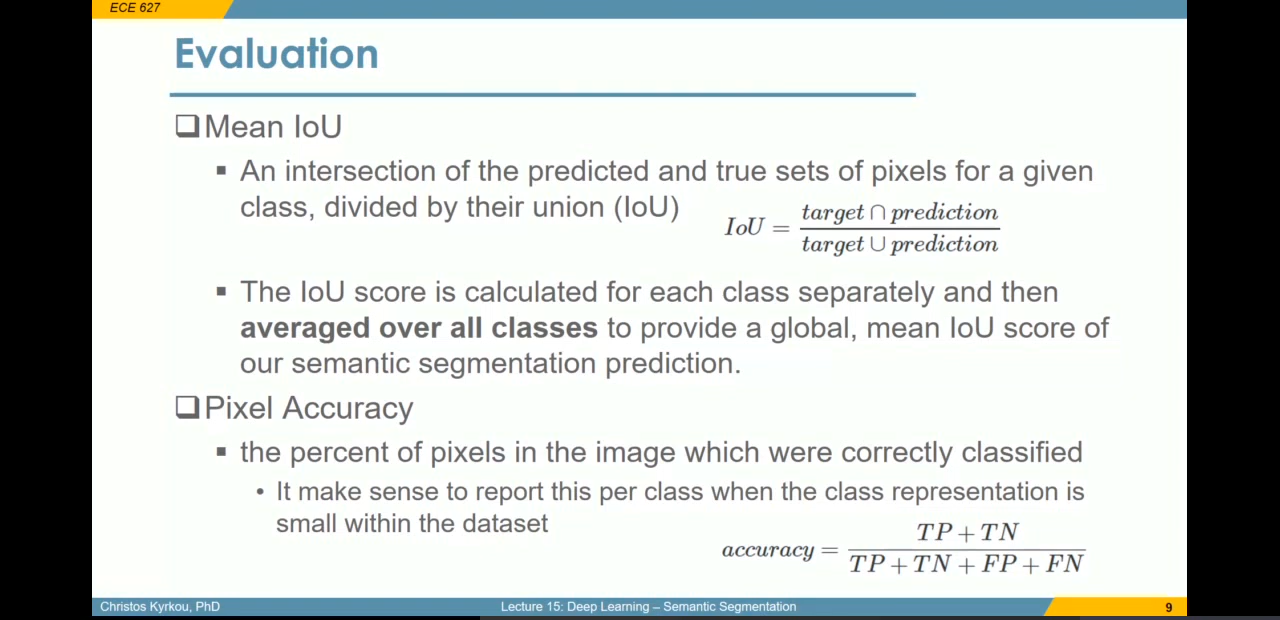 ECE 627
Evaluation
❑Mean IoU
▪ An intersection of the predicted and true sets of pixels for a given
class, divided by their union (IoU)
IoU = target ∩ prediction / target ∪ prediction
▪ The IoU score is calculated for each class separately and then
averaged over all classes to provide a global, mean IoU score of
our semantic segmentation prediction.
❑Pixel Accuracy
▪ the percent of pixels in the image which were correctly classified
• It make sense to report this per class when the class representation is
small within the dataset
accuracy = TP + TN / TP + TN + FP + FN
Christos Kyrkou, PhD
Lecture 15: Deep Learning – Semantic Segmentation
9